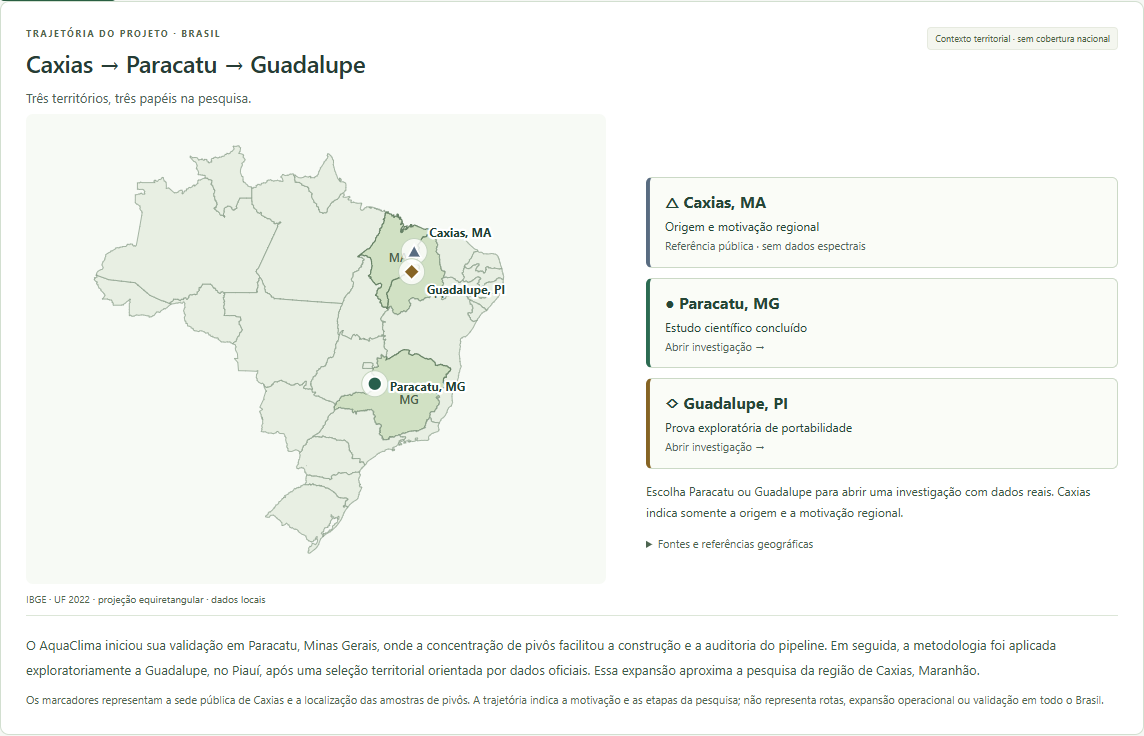 TRAJETÓRIA DO PROJETO · BRASIL
Contexto territorial · sem cobertura nacional
Caxias → Paracatu → Guadalupe
Três territórios, três papéis na pesquisa.
Caxias, MA
Guadalupe, PI
Paracatu, MG
MG
△ Caxias, MA
Origem e motivação regional
Referência pública · sem dados espectrais
● Paracatu, MG
Estudo científico concluído
Abrir investigação →
◇ Guadalupe, PI
Prova exploratória de portabilidade
Abrir investigação →
Escolha Paracatu ou Guadalupe para abrir uma investigação com dados reais. Caxias
indica somente a origem e a motivação regional.
▶ Fontes e referências geográficas
IBGE · UF 2022 · projeção equiretangular · dados locais
O AquaClima iniciou sua validação em Paracatu, Minas Gerais, onde a concentração de pivôs facilitou a construção e a auditoria do pipeline. Em seguida, a metodologia foi aplicada
exploratoriamente a Guadalupe, no Piauí, após uma seleção territorial orientada por dados oficiais. Essa expansão aproxima a pesquisa da região de Caxias, Maranhão.
Os marcadores representam a sede pública de Caxias e a localização das amostras de pivôs. A trajetória indica a motivação e as etapas da pesquisa; não representa rotas, expansão operacional ou validação em todo o Brasil.